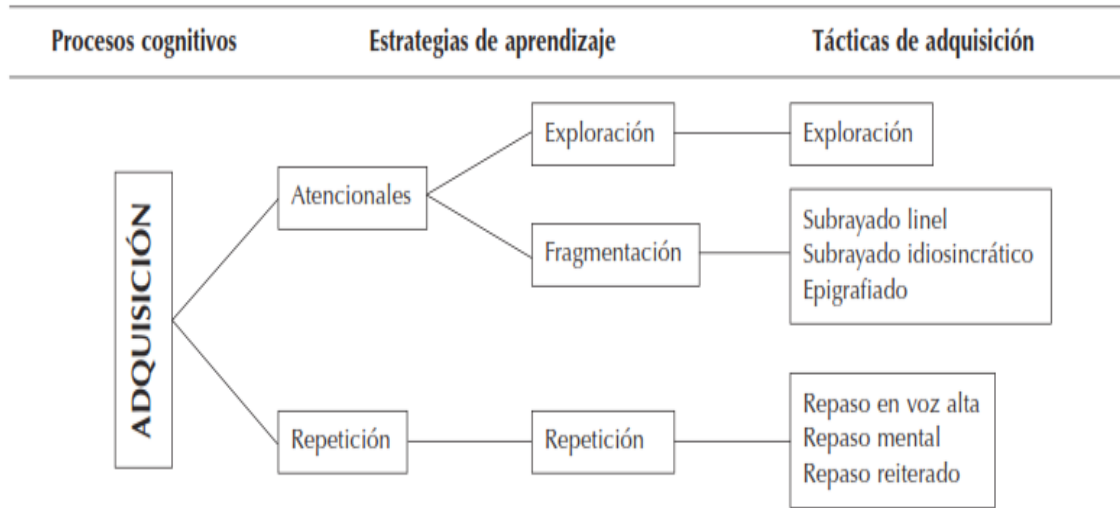 Procesos cognitivos
Estrategias de aprendizaje
Tácticas de adquisición
ADQUISICIÓN
Atencionales
Exploración
Exploración
Fragmentación
Subrayado linel
Subrayado idiosincrático
Epigrafiado
Repetición
Repetición
Repaso en voz alta
Repaso mental
Repaso reiterado